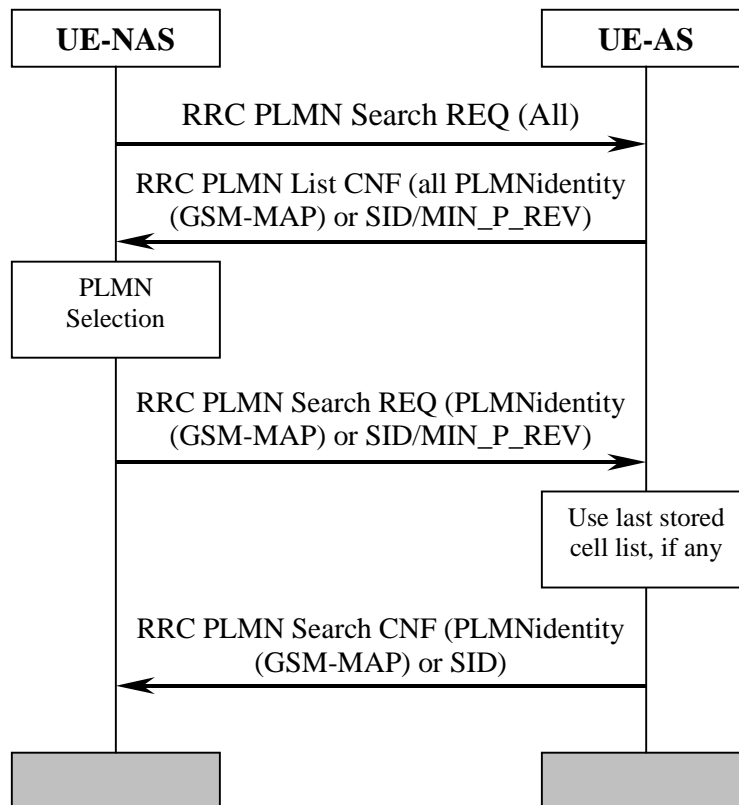 UE-NAS
UE-AS
RRC PLMN Search REQ (All)
RRC PLMN List CNF (all PLMNidentity
(GSM-MAP) or SID/MIN_P_REV)
PLMN
Selection
RRC PLMN Search REQ (PLMNidentity
(GSM-MAP) or SID/MIN_P_REV)
Use last stored
cell list, if any
RRC PLMN Search CNF (PLMNidentity
(GSM-MAP) or SID)